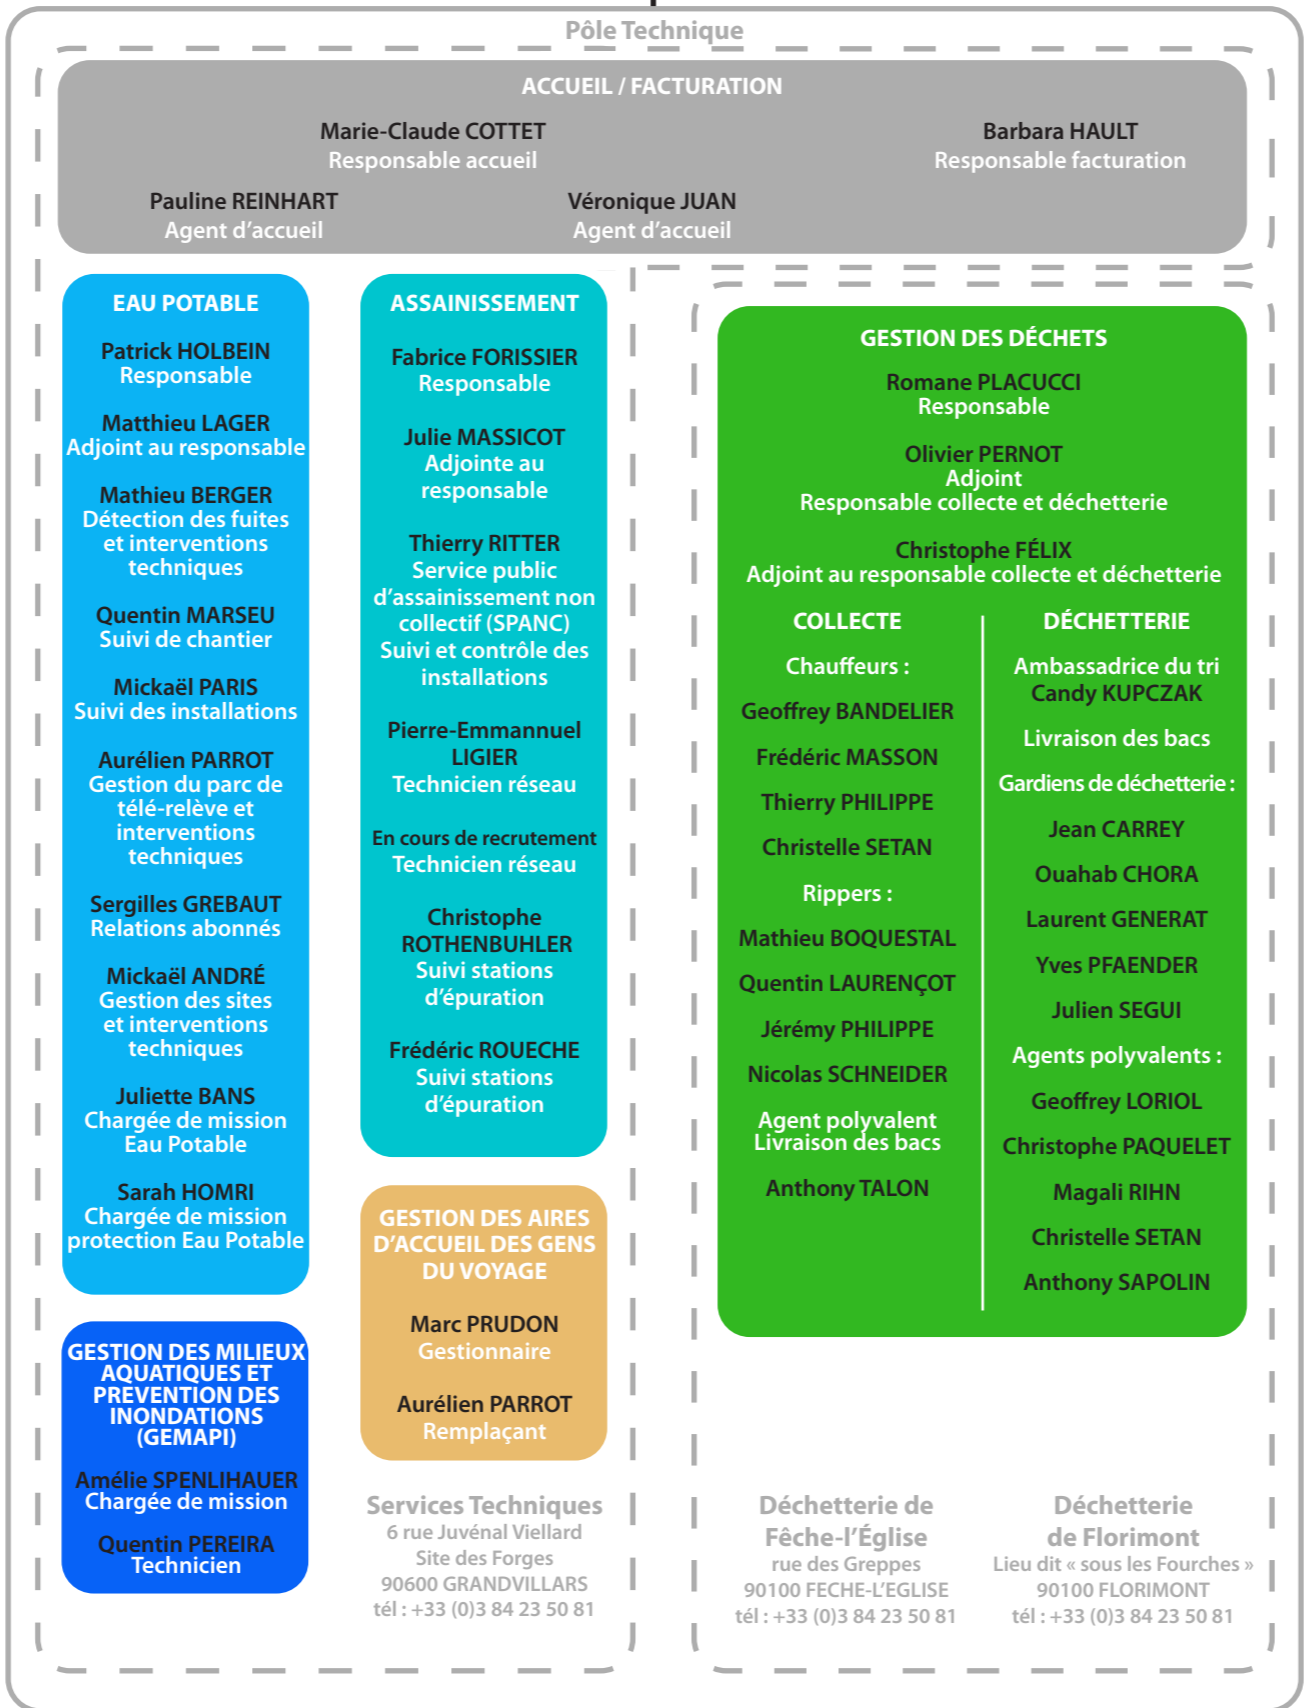 Pôle Technique
ACCUEIL / FACTURATION
Marie-Claude COTTET
Responsable accueil
Barbara HAULT
Responsable facturation
Pauline REINHART
Agent d'accueil
Véronique JUAN
Agent d'accueil
EAU POTABLE
Patrick HOLBEIN
Responsable
Matthieu LAGER
Adjoint au responsable
Mathieu BERGER
Détection des fuites
et interventions
techniques
Quentin MARSEU
Suivi de chantier
Mickaël PARIS
Suivi des installations
Aurélien PARROT
Gestion du parc de
télé-relève et
interventions
techniques
Sergilles GREBAUT
Relations abonnés
Mickaël ANDRÉ
Gestion des sites
et interventions
techniques
Juliette BANS
Chargée de mission
Eau Potable
Sarah HOMRI
Chargée de mission
protection Eau Potable
GESTION DES MILIEUX
AQUATIQUES ET
PREVENTION DES
INONDATIONS
(GEMAPI)
Amélie SPENLIHAUER
Chargée de mission
Quentin PEREIRA
Technicien
ASSAINISSEMENT
Fabrice FORISSIER
Responsable
Julie MASSICOT
Adjointe au
responsable
Thierry RITTER
Service public
d'assainissement non
collectif (SPANC)
Suivi et contrôle des
installations
Pierre-Emmannuel
LIGIER
Technicien réseau
En cours de recrutement
Technicien réseau
Christophe
ROTHENBUHLER
Suivi stations
d'épuration
Frédéric ROUECHE
Suivi stations
d'épuration
GESTION DES AIRES
D'ACCUEIL DES GENS
DU VOYAGE
Marc PRUDON
Gestionnaire
Aurélien PARROT
Remplaçant
Services Techniques
6 rue Juvénal Viellard
Site des Forges
90600 GRANDVILLARS
tél : +33 (0)3 84 23 50 81
GESTION DES DÉCHETS
Romane PLACUCCI
Responsable
Olivier PERNOT
Adjoint
Responsable collecte et déchetterie
Christophe FÉLIX
Adjoint au responsable collecte et déchetterie
COLLECTE
Chauffeurs :
Geoffrey BANDELIER
Frédéric MASSON
Thierry PHILIPPE
Christelle SETAN
Rippers :
Mathieu BOQUESTAL
Quentin LAURENÇOT
Jérémy PHILIPPE
Nicolas SCHNEIDER
Agent polyvalent
Livraison des bacs
Anthony TALON
DÉCHETTERIE
Ambassadrice du tri
Candy KUPCZAK
Livraison des bacs
Gardiens de déchetterie :
Jean CARREY
Ouahab CHORA
Laurent GENERAT
Yves PFAENDER
Julien SEGUI
Agents polyvalents :
Geoffrey LORIOL
Christophe PAQUELET
Magali RIHN
Christelle SETAN
Anthony SAPOLIN
Déchetterie de
Fêche-l'Église
rue des Greppes
90100 FECHE-L'EGLISE
tél : +33 (0)3 84 23 50 81
Déchetterie
de Florimont
Lieu dit « sous les Fourches »
90100 FLORIMONT
tél : +33 (0)3 84 23 50 81